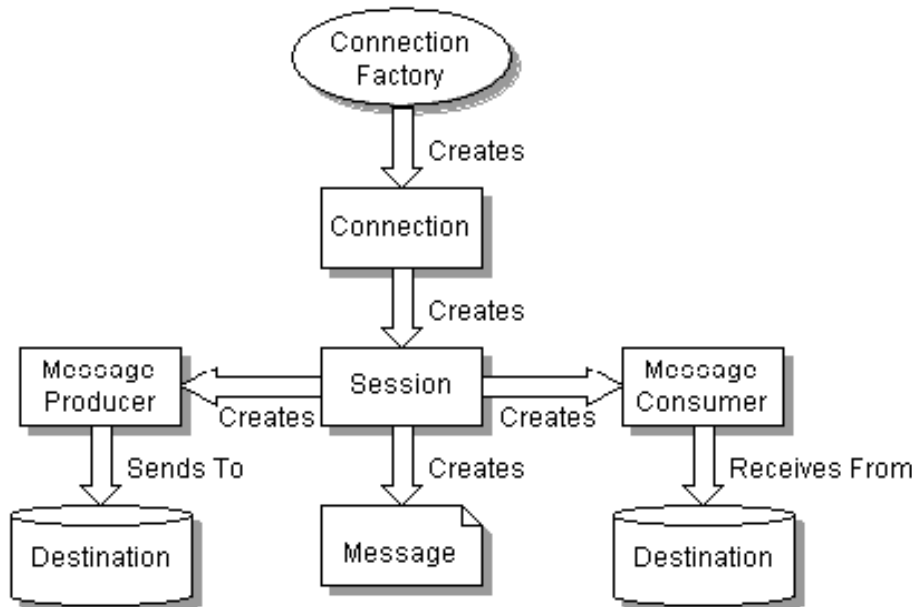 Connection
Factory
Creates
Connection
Creates
Message
Producer
Creates
Session
Creates
Message
Consumer
Sends To
Creates
Receives From
Destination
Message
Destination